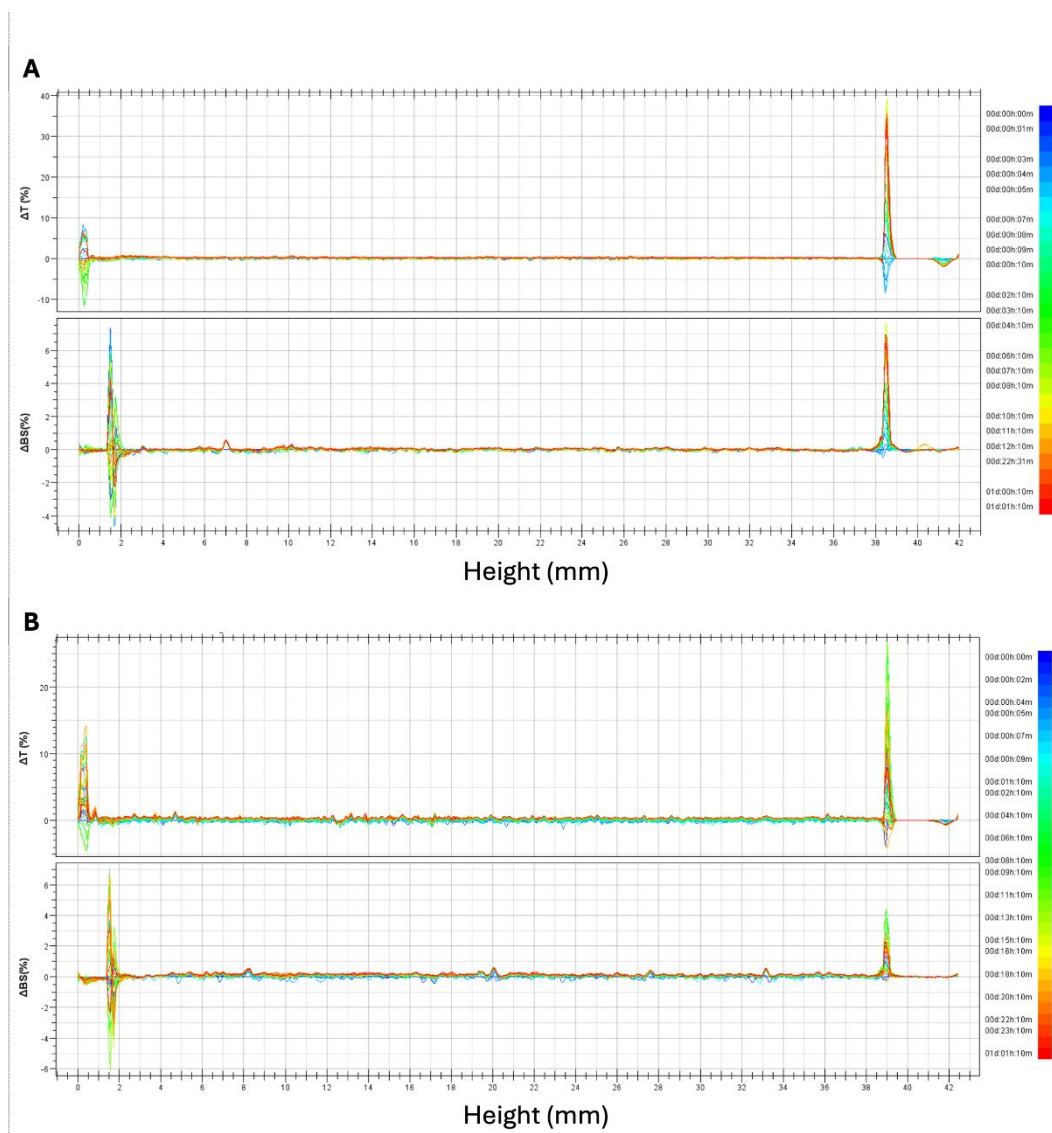 A
ΔT (%)
40
30
20
10
0
-10
00d:00h:00m
00d:00h:01m
00d:00h:03m
00d:00h:04m
00d:00h:05m
00d:00h:07m
00d:00h:08m
00d:00h:09m
00d:00h:10m
00d:02h:10m
00d:03h:10m
00d:04h:10m
00d:06h:10m
00d:07h:10m
00d:08h:10m
00d:10h:10m
00d:11h:10m
00d:12h:10m
00d:22h:31m
01d:00h:10m
01d:01h:10m
ΔBS(%)
6
4
2
0
-2
-4
0 2 4 6 8 10 12 14 16 18 20 22 24 26 28 30 32 34 36 38 40 42
Height (mm)
B
ΔT (%)
20
10
0
00d:00h:00m
00d:00h:02m
00d:00h:04m
00d:00h:05m
00d:00h:07m
00d:00h:09m
00d:01h:10m
00d:02h:10m
00d:04h:10m
00d:06h:10m
00d:08h:10m
00d:09h:10m
00d:11h:10m
00d:13h:10m
00d:15h:10m
00d:16h:10m
00d:18h:10m
00d:20h:10m
00d:22h:10m
00d:23h:10m
01d:01h:10m
ΔBS(%)
6
4
2
0
-2
-4
-6
0 2 4 6 8 10 12 14 16 18 20 22 24 26 28 30 32 34 36 38 40 42
Height (mm)